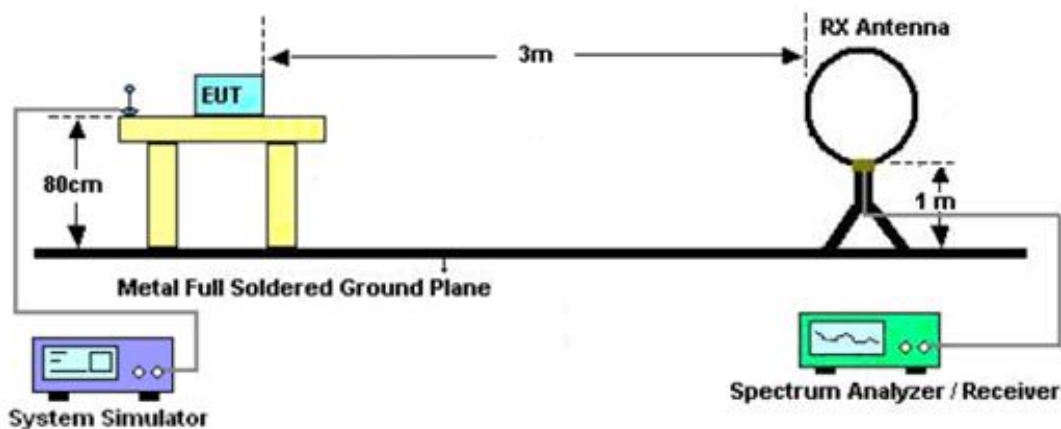 RX Antenna
3m
EUT
80cm
1 m
Metal Full Soldered Ground Plane
System Simulator
Spectrum Analyzer / Receiver